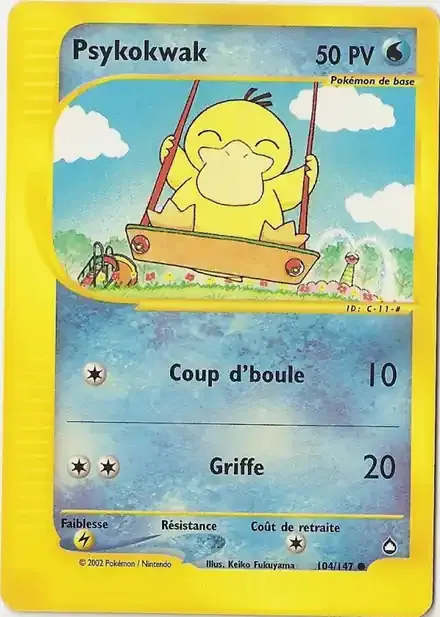 Psykokwak 50 PV
Pokémon de base
ID: C-11-#
Coup d'boule 10
Griffe 20
Faiblesse Résistance Coût de retraite
© 2002 Pokémon / Nintendo Illus. Keiko Fukuyama 104/147